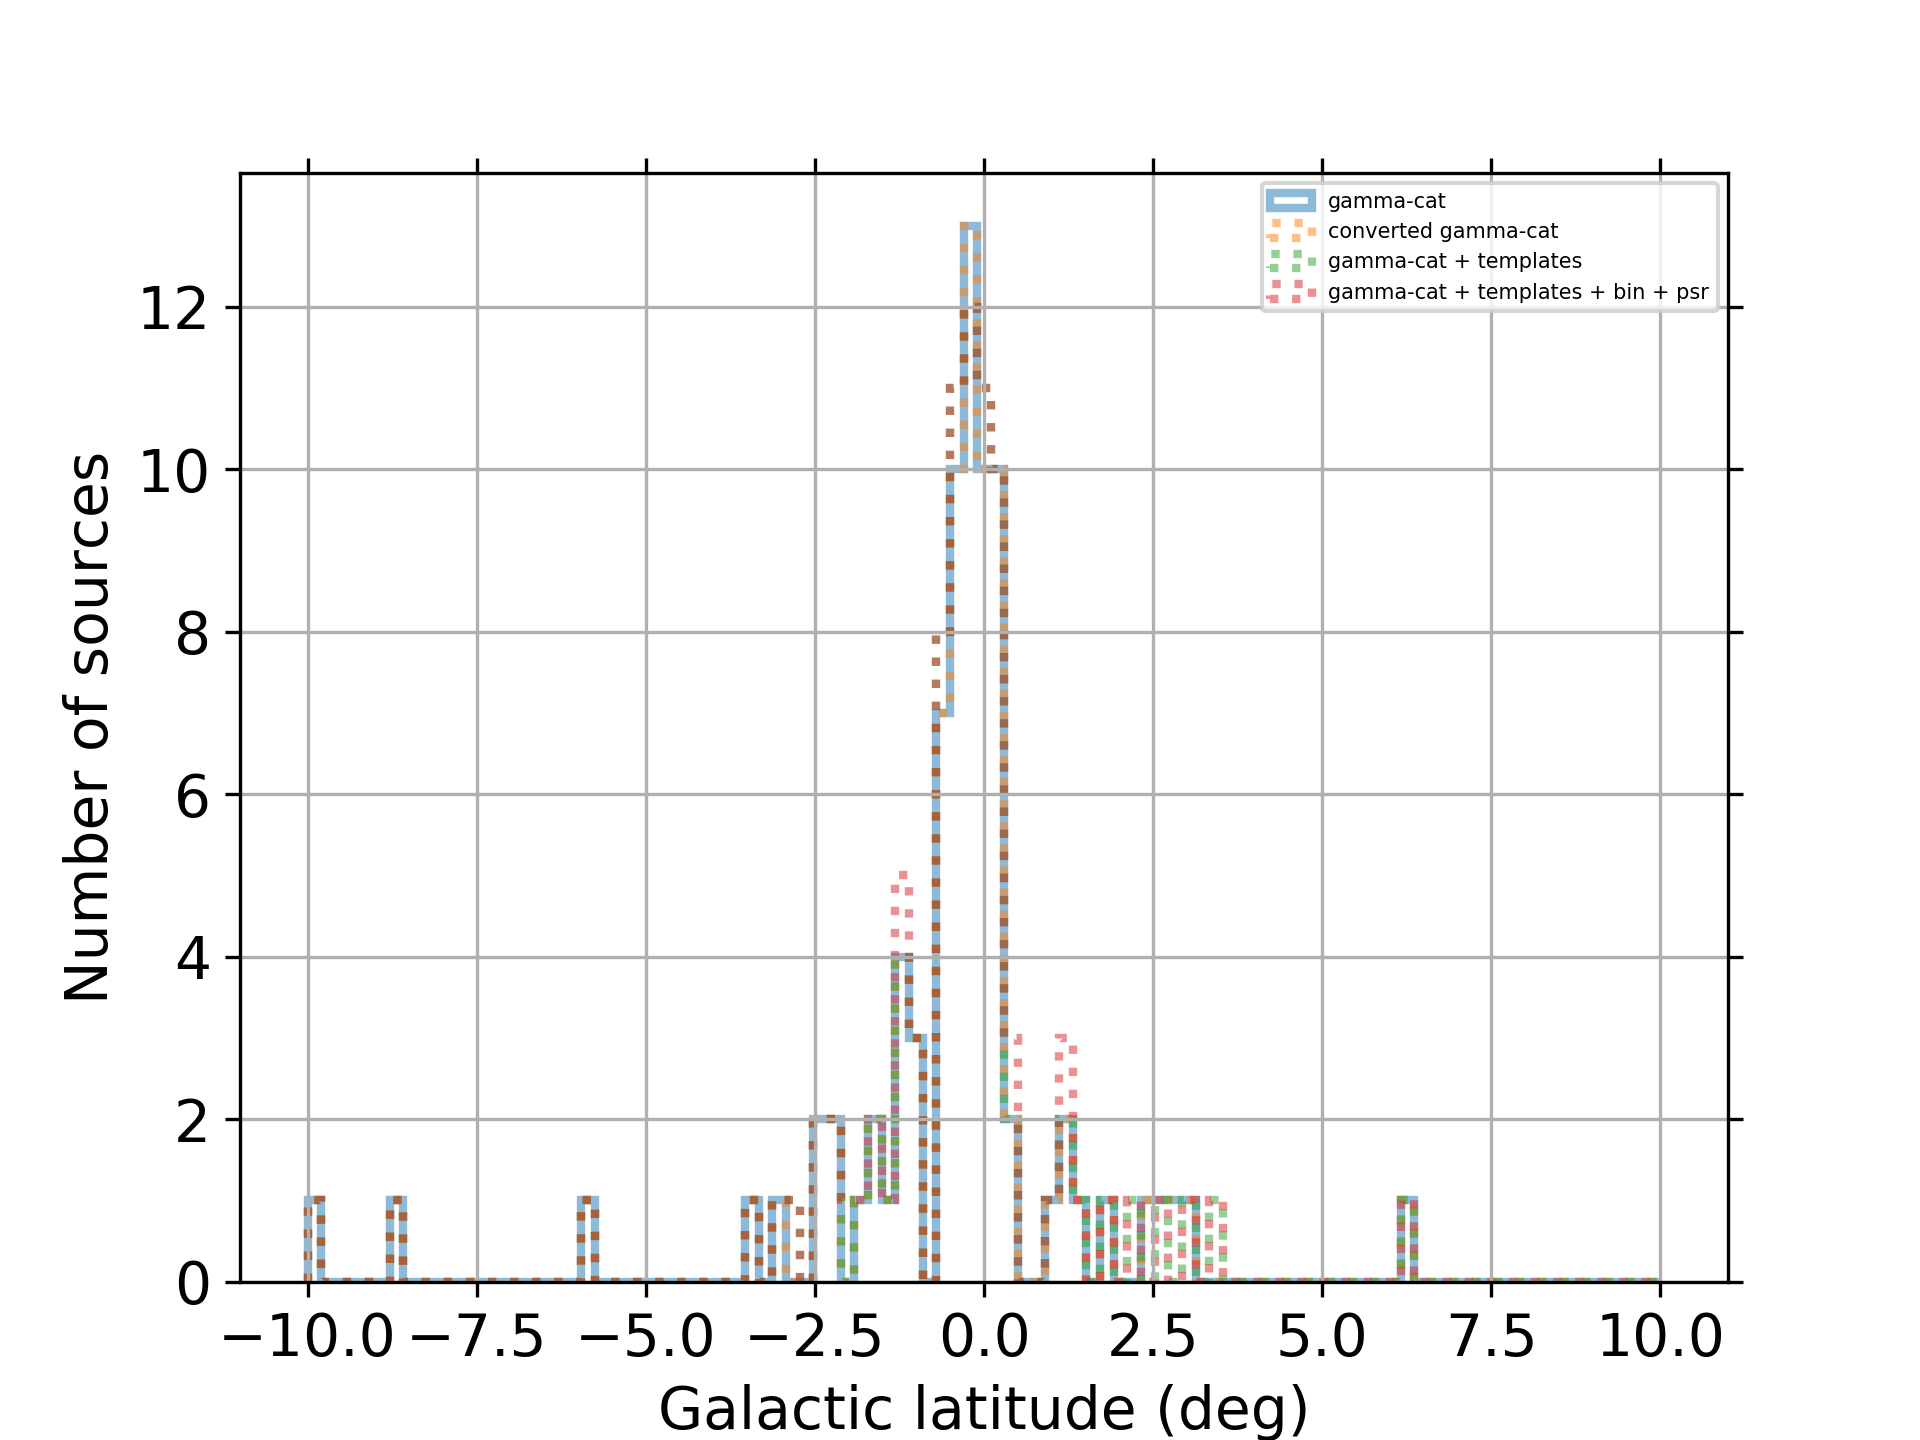 gamma-cat
converted gamma-cat
gamma-cat + templates
gamma-cat + templates + bin + psr
12
10
8
6
4
2
0
Number of sources
−10.0 −7.5 −5.0 −2.5 0.0 2.5 5.0 7.5 10.0
Galactic latitude (deg)